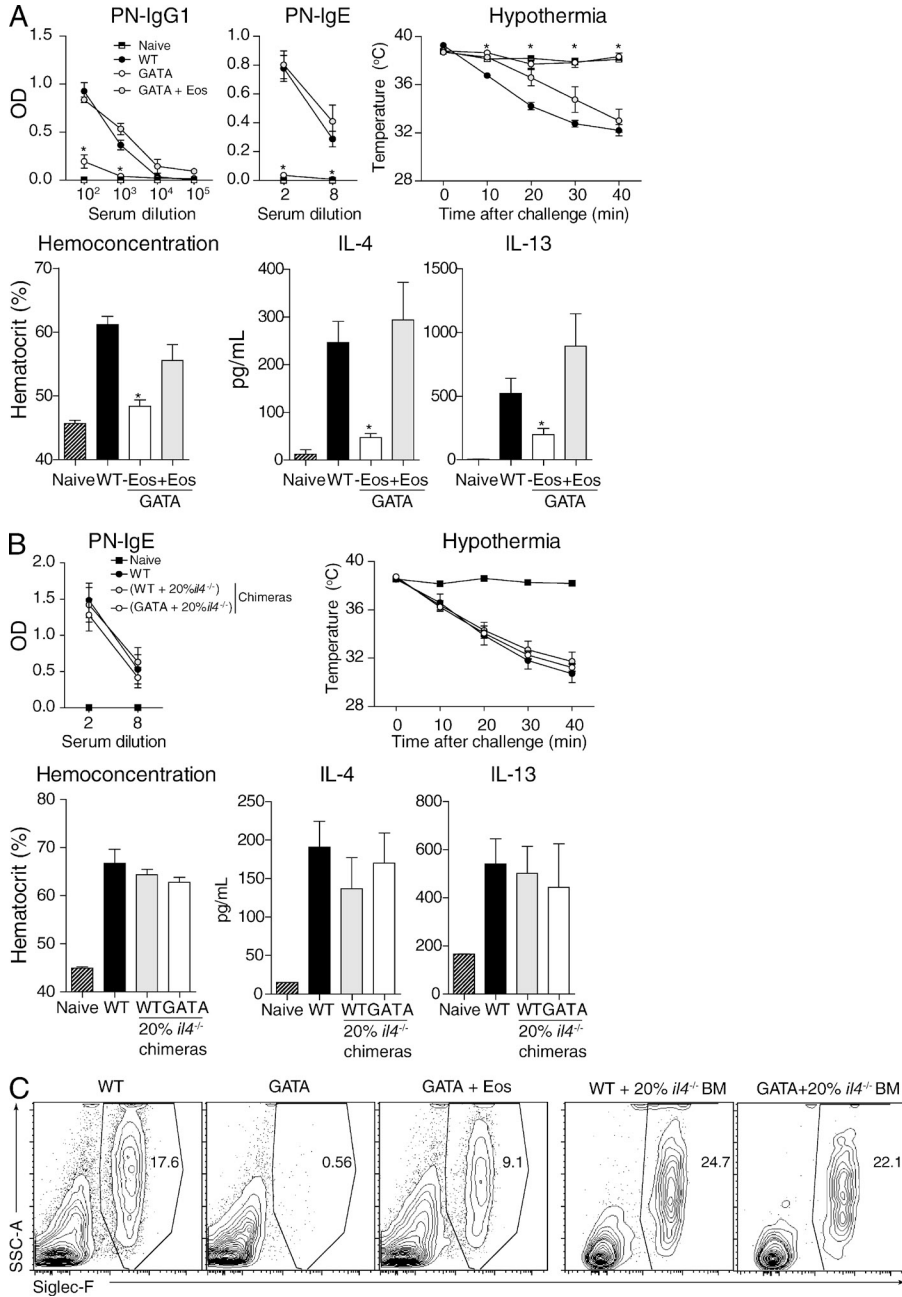 A
PN-IgG1
PN-IgE
Hypothermia
Naive
WT
GATA
GATA + Eos
OD
1.5
1.0
0.5
0.0
10² 10³ 10⁴ 10⁵
Serum dilution
1.0
0.8
0.6
0.4
0.2
0.0
2 8
Serum dilution
Temperature (°C)
40
36
32
28
* * * *
0 10 20 30 40
Time after challenge (min)
* *
* *
Hemoconcentration
IL-4
IL-13
Hematocrit (%)
70
60
50
40
*
Naive WT -Eos +Eos
GATA
pg/mL
400
300
200
100
0
*
Naive WT -Eos +Eos
GATA
1500
1000
500
0
*
Naive WT -Eos +Eos
GATA
B
PN-IgE
Hypothermia
Naive
WT
(WT + 20%il4-/-)
(GATA + 20%il4-/-)
Chimeras
OD
2.0
1.5
1.0
0.5
0.0
2 8
Serum dilution
Temperature (°C)
40
36
32
28
0 10 20 30 40
Time after challenge (min)
Hemoconcentration
IL-4
IL-13
Hematocrit (%)
80
70
60
50
40
Naive WT WT GATA
20% il4-/-
chimeras
pg/mL
250
200
150
100
50
0
Naive WT WT GATA
20% il4-/-
chimeras
800
600
400
200
0
Naive WT WT GATA
20% il4-/-
chimeras
C
WT
GATA
GATA + Eos
WT + 20% il4-/- BM
GATA+20% il4-/- BM
17.6
0.56
9.1
24.7
22.1
SSC-A
Siglec-F